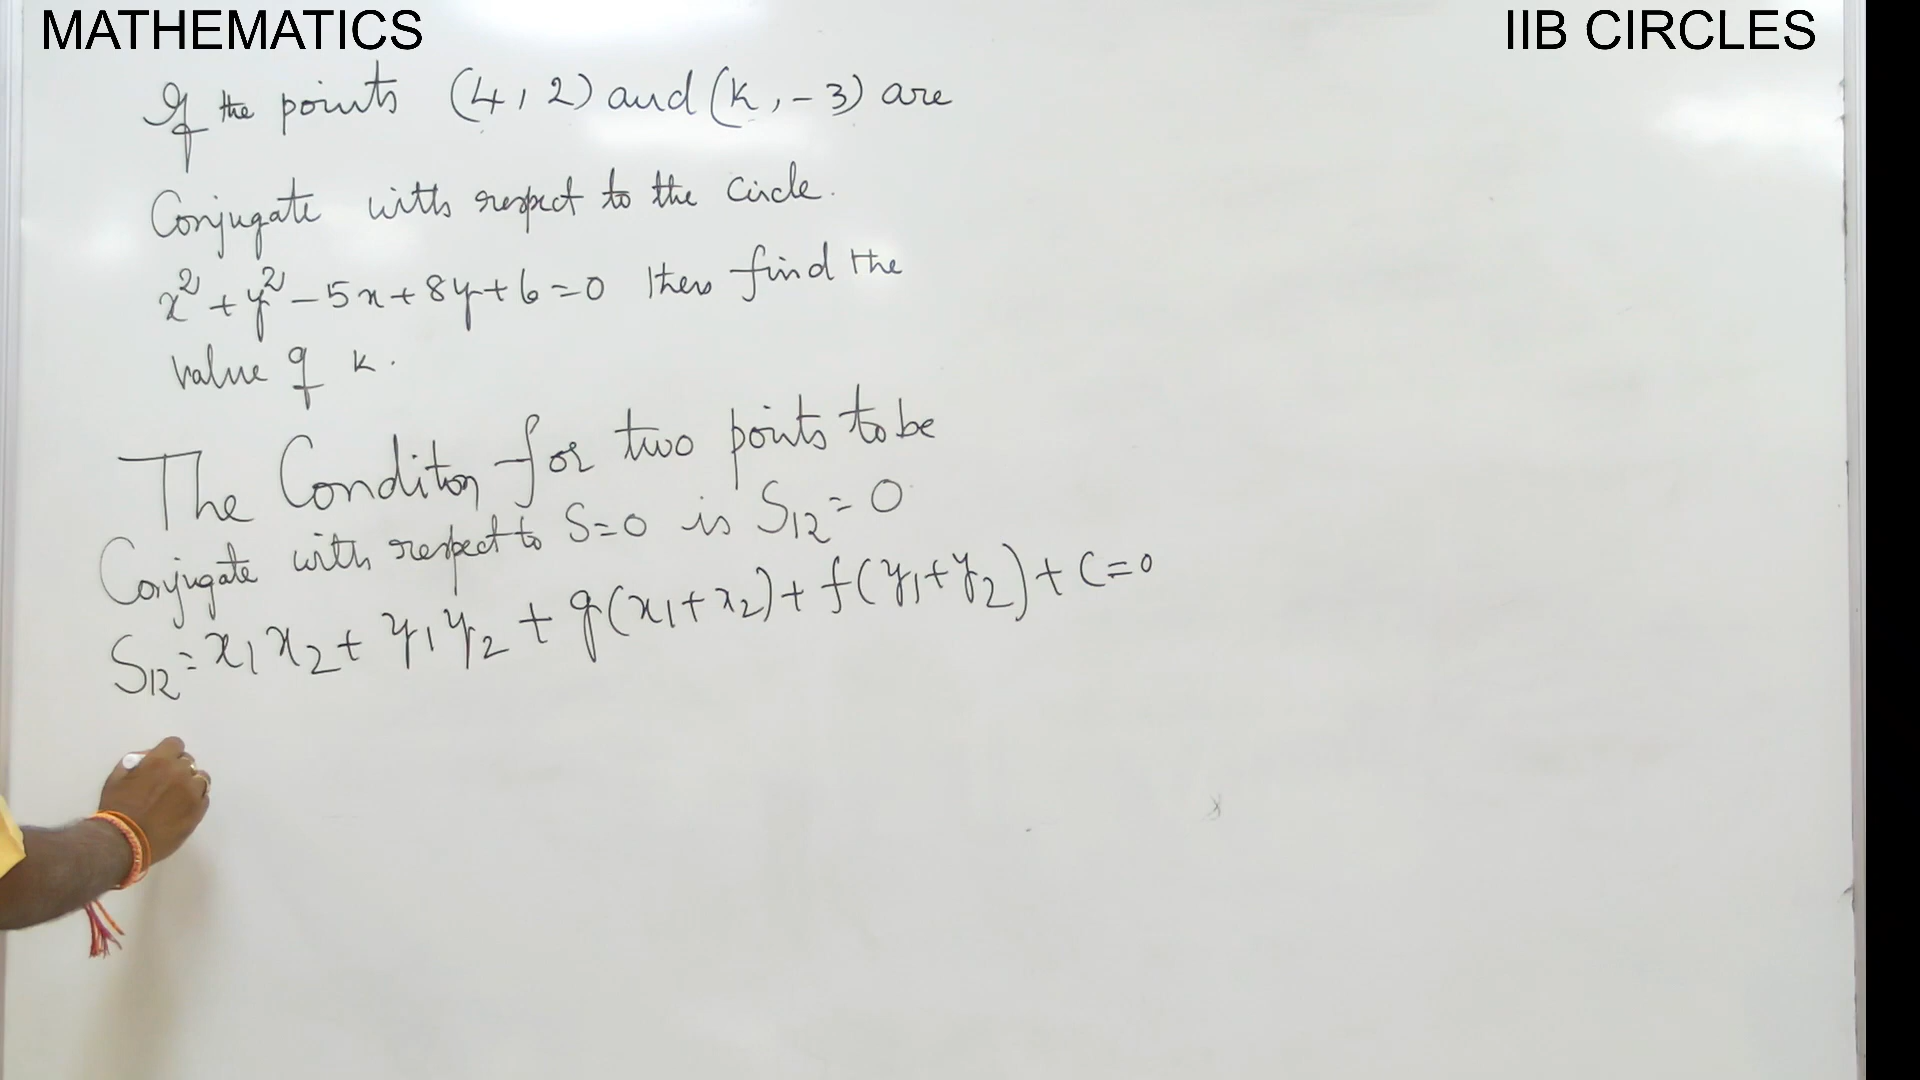 MATHEMATICS
IIB CIRCLES
If the points (4, 2) and (k, -3) are
Conjugate with respect to the circle.
x² + y² - 5x + 8y + 6 = 0 then find the
value of k.
The Conditon for two points to be
Conjugate with respect to S=0 is S₁₂ = 0
S₁₂ = x₁x₂ + y₁y₂ + g(x₁+x₂) + f(y₁+y₂) + C = 0